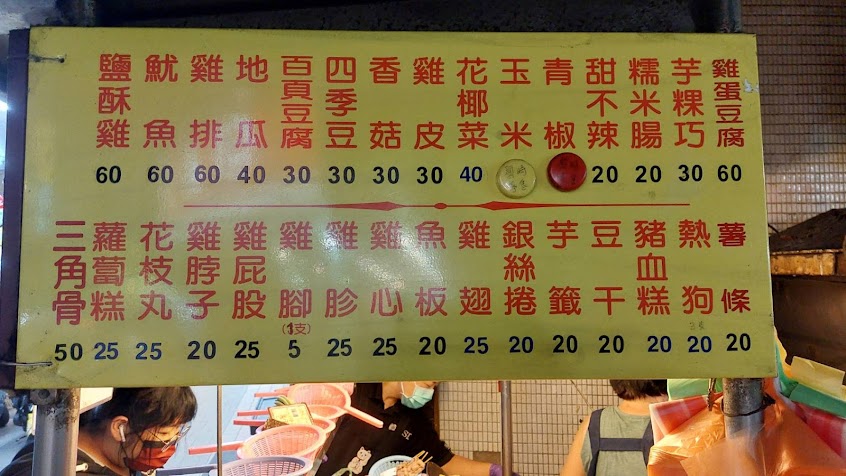 鹽酥雞 魷魚 雞排 地瓜 百頁豆腐 四季豆 香菇 雞皮 花椰菜 玉米 青椒 甜不辣 糯米腸 芋粿巧 雞蛋豆腐
60 60 60 40 30 30 30 30 40 20 20 30 60
三角骨 蘿蔔糕 花枝丸 雞脖子 雞屁股 雞腳(1支) 雞胗 雞心 魚板 雞翅 銀絲捲 芋籤 豆干 豬血糕 熱狗 薯條
50 25 25 20 25 5 25 25 20 25 20 20 20 20 20 20